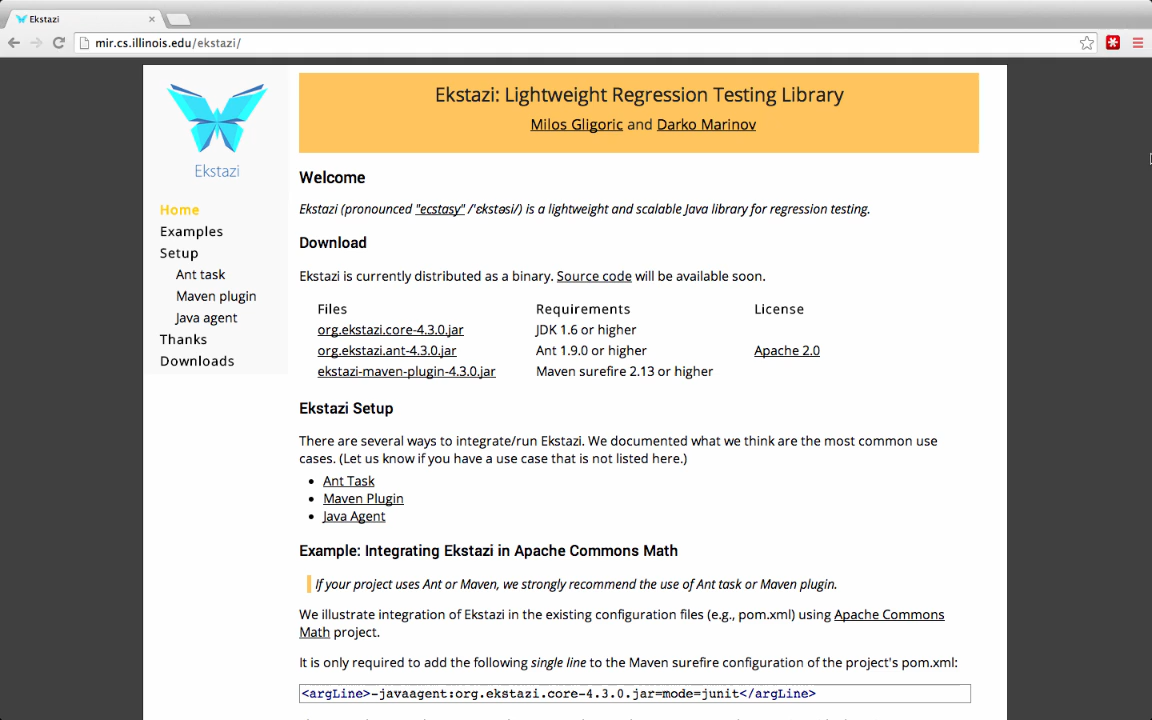 Ekstazi
mir.cs.illinois.edu/ekstazi/
Ekstazi
Home
Examples
Setup
Ant task
Maven plugin
Java agent
Thanks
Downloads
Ekstazi: Lightweight Regression Testing Library
Milos Gligoric and Darko Marinov
Welcome
Ekstazi (pronounced "ecstasy" /'ɛkstəsi/) is a lightweight and scalable Java library for regression testing.
Download
Ekstazi is currently distributed as a binary. Source code will be available soon.
Files Requirements License
org.ekstazi.core-4.3.0.jar JDK 1.6 or higher
org.ekstazi.ant-4.3.0.jar Ant 1.9.0 or higher Apache 2.0
ekstazi-maven-plugin-4.3.0.jar Maven surefire 2.13 or higher
Ekstazi Setup
There are several ways to integrate/run Ekstazi. We documented what we think are the most common use
cases. (Let us know if you have a use case that is not listed here.)
• Ant Task
• Maven Plugin
• Java Agent
Example: Integrating Ekstazi in Apache Commons Math
If your project uses Ant or Maven, we strongly recommend the use of Ant task or Maven plugin.
We illustrate integration of Ekstazi in the existing configuration files (e.g., pom.xml) using Apache Commons
Math project.
It is only required to add the following single line to the Maven surefire configuration of the project's pom.xml:
<argLine>-javaagent:org.ekstazi.core-4.3.0.jar=mode=junit</argLine>